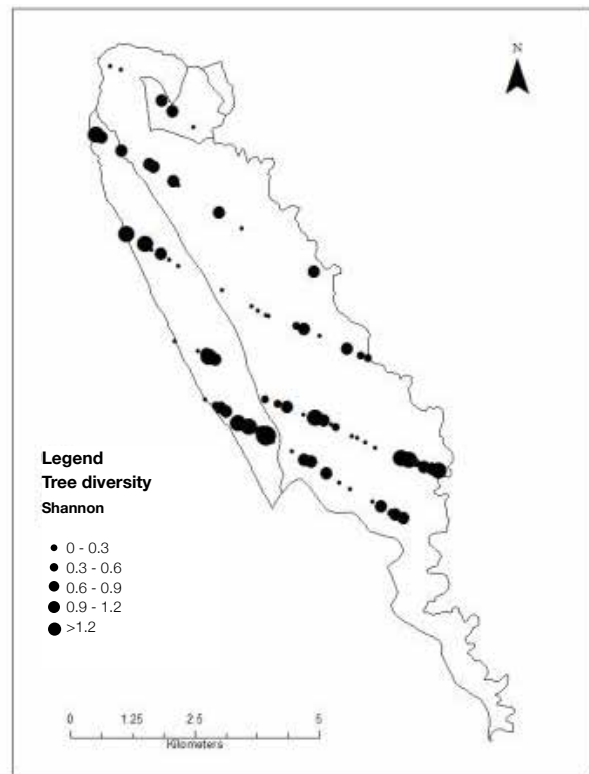 N
Legend
Tree diversity
Shannon
0 - 0.3
0.3 - 0.6
0.6 - 0.9
0.9 - 1.2
>1.2
0 1.25 2.5 5
Kilometers